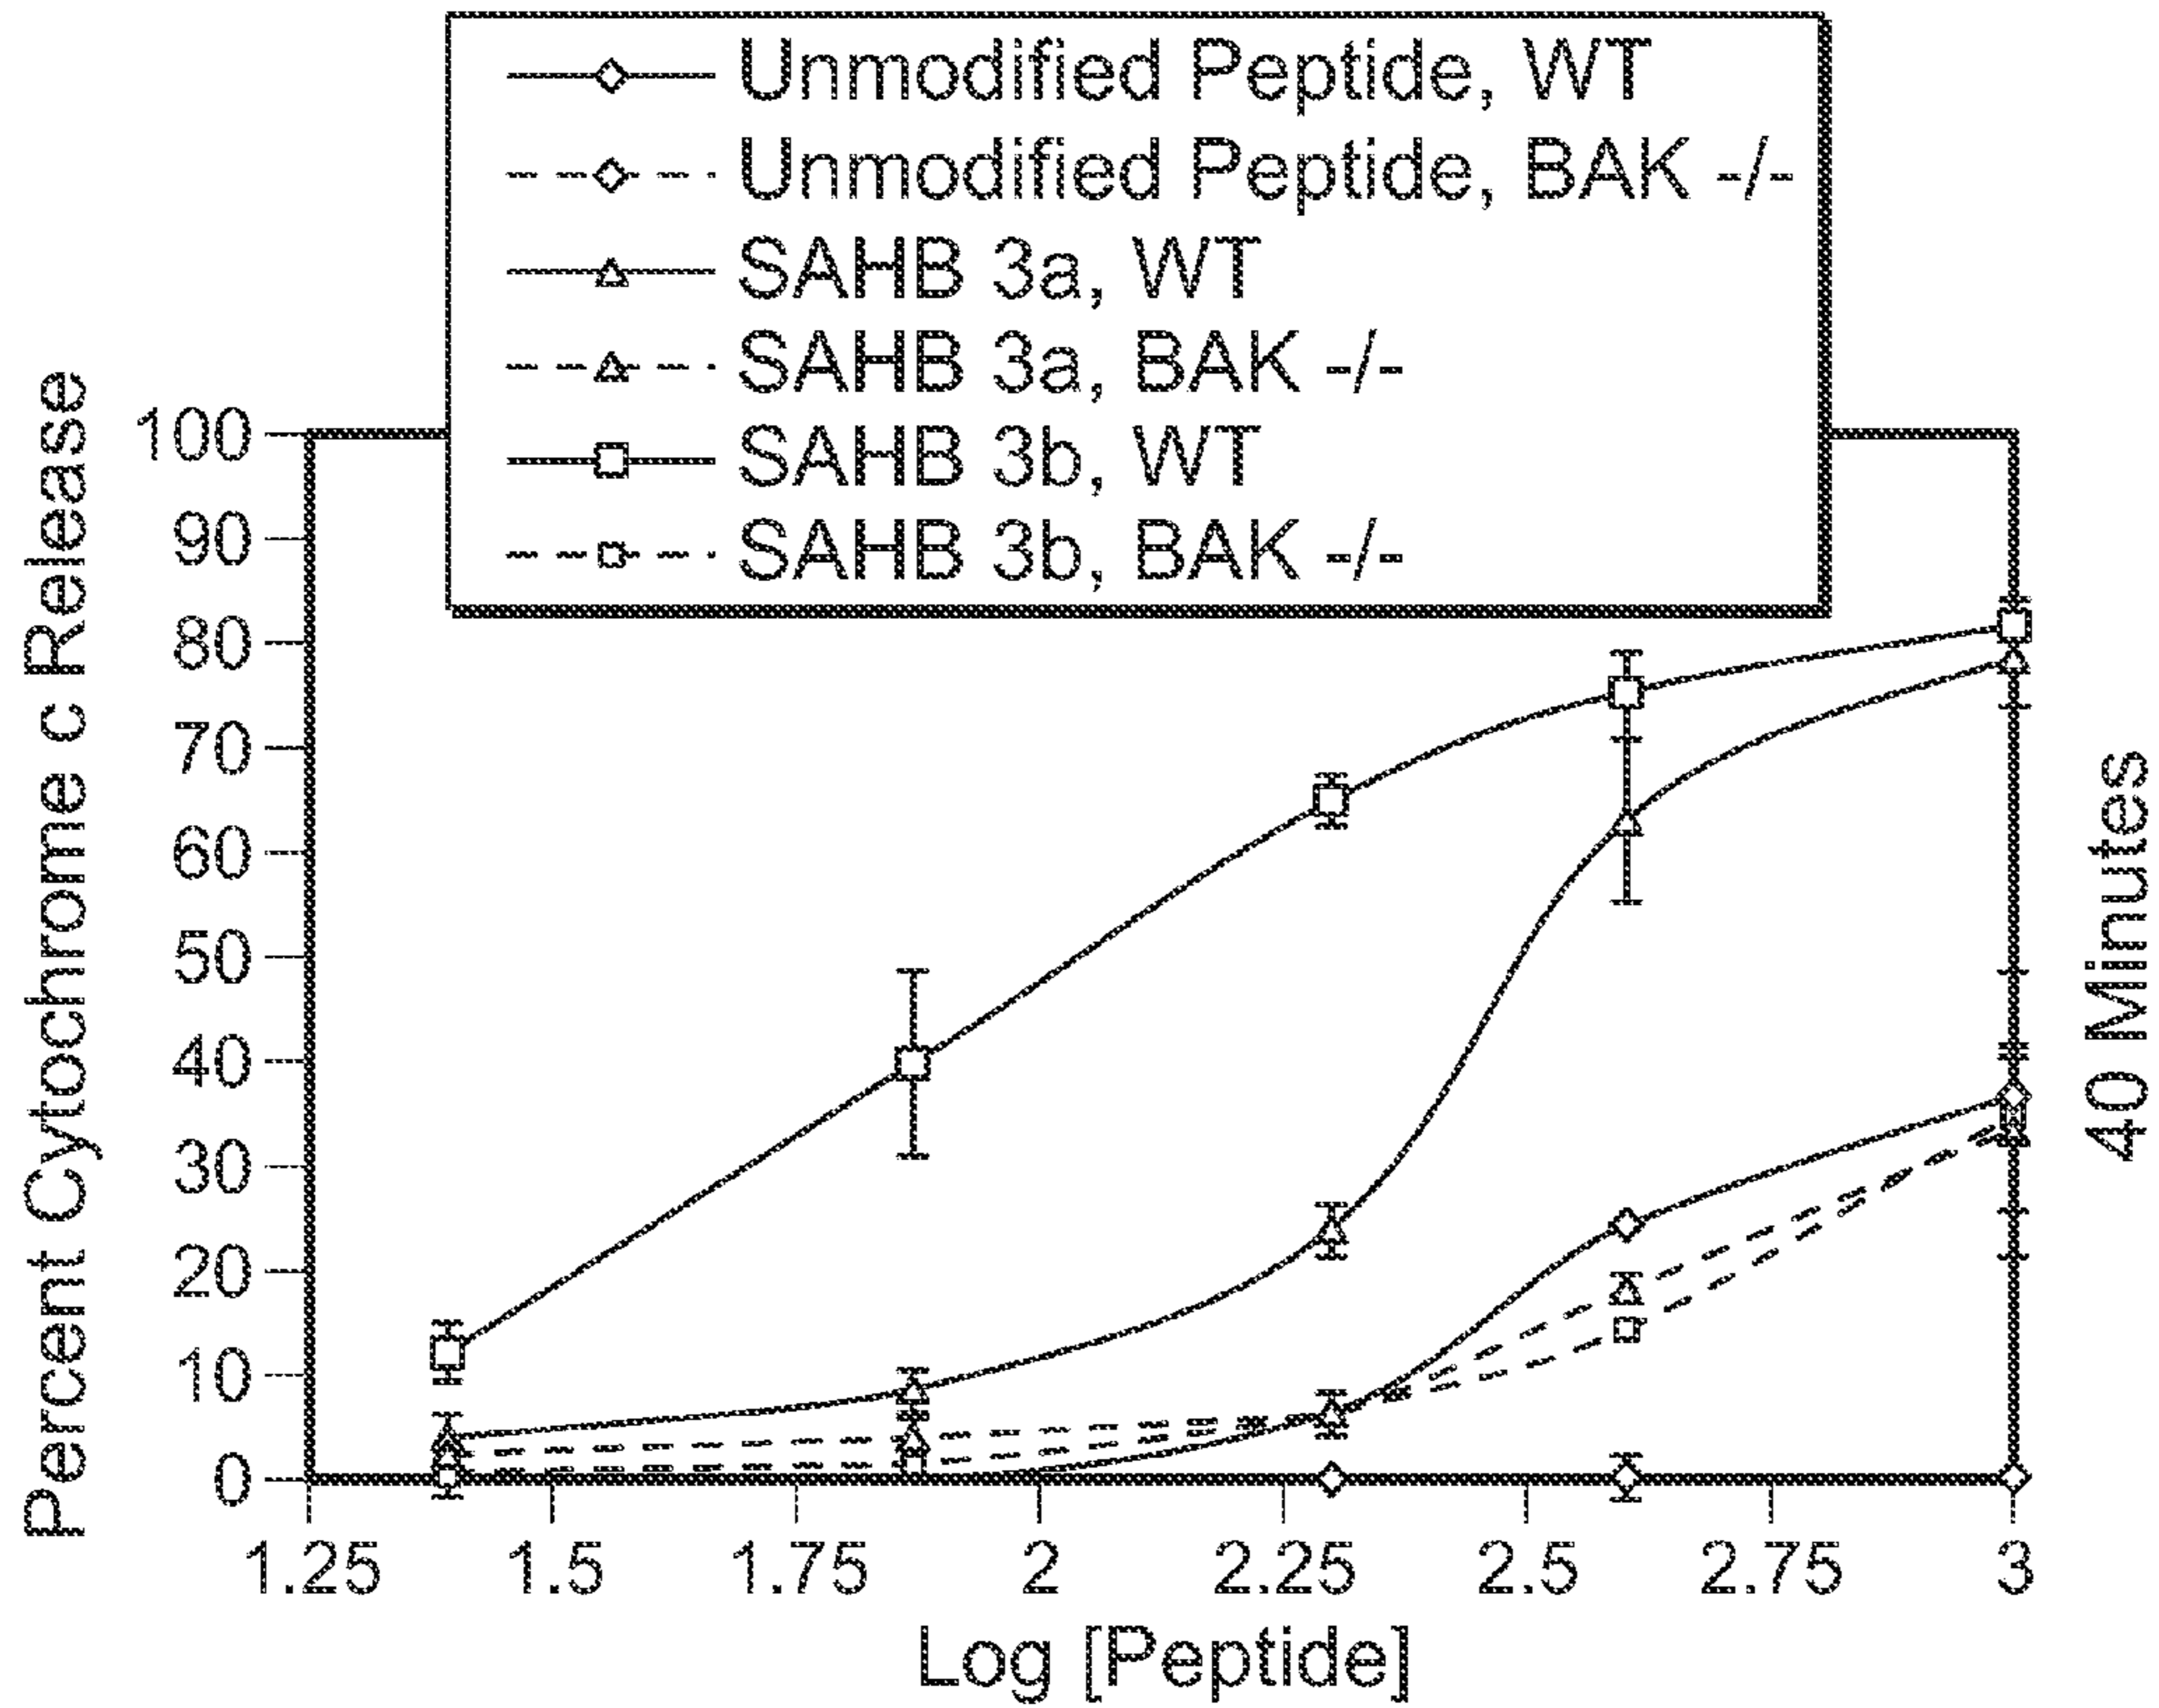 Unmodified Peptide, WT
Unmodified Peptide, BAK -/-
SAHB 3a, WT
SAHB 3a, BAK -/-
SAHB 3b, WT
SAHB 3b, BAK -/-
Percent Cytochrome c Release
100
90
80
70
60
50
40
30
20
10
0
1.25 1.5 1.75 2 2.25 2.5 2.75 3
Log [Peptide]
40 Minutes